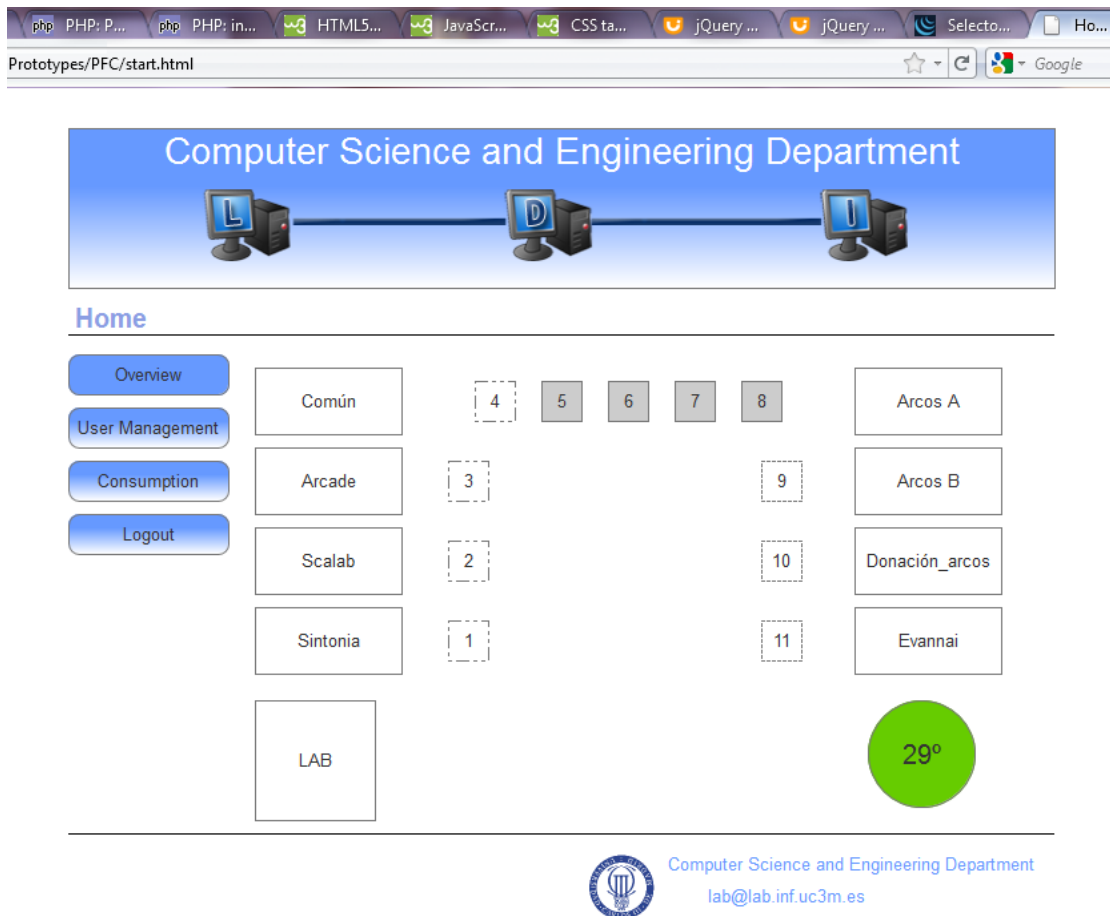 php PHP: P... php PHP: in... HTML5... JavaScr... CSS ta... jQuery ... jQuery ... Selecto... Ho...
Prototypes/PFC/start.html Google
Computer Science and Engineering Department
L D I
Home
Overview
User Management
Consumption
Logout
Común 4 5 6 7 8 Arcos A
Arcade 3 9 Arcos B
Scalab 2 10 Donación_arcos
Sintonia 1 11 Evannai
LAB 29º
Computer Science and Engineering Department
lab@lab.inf.uc3m.es